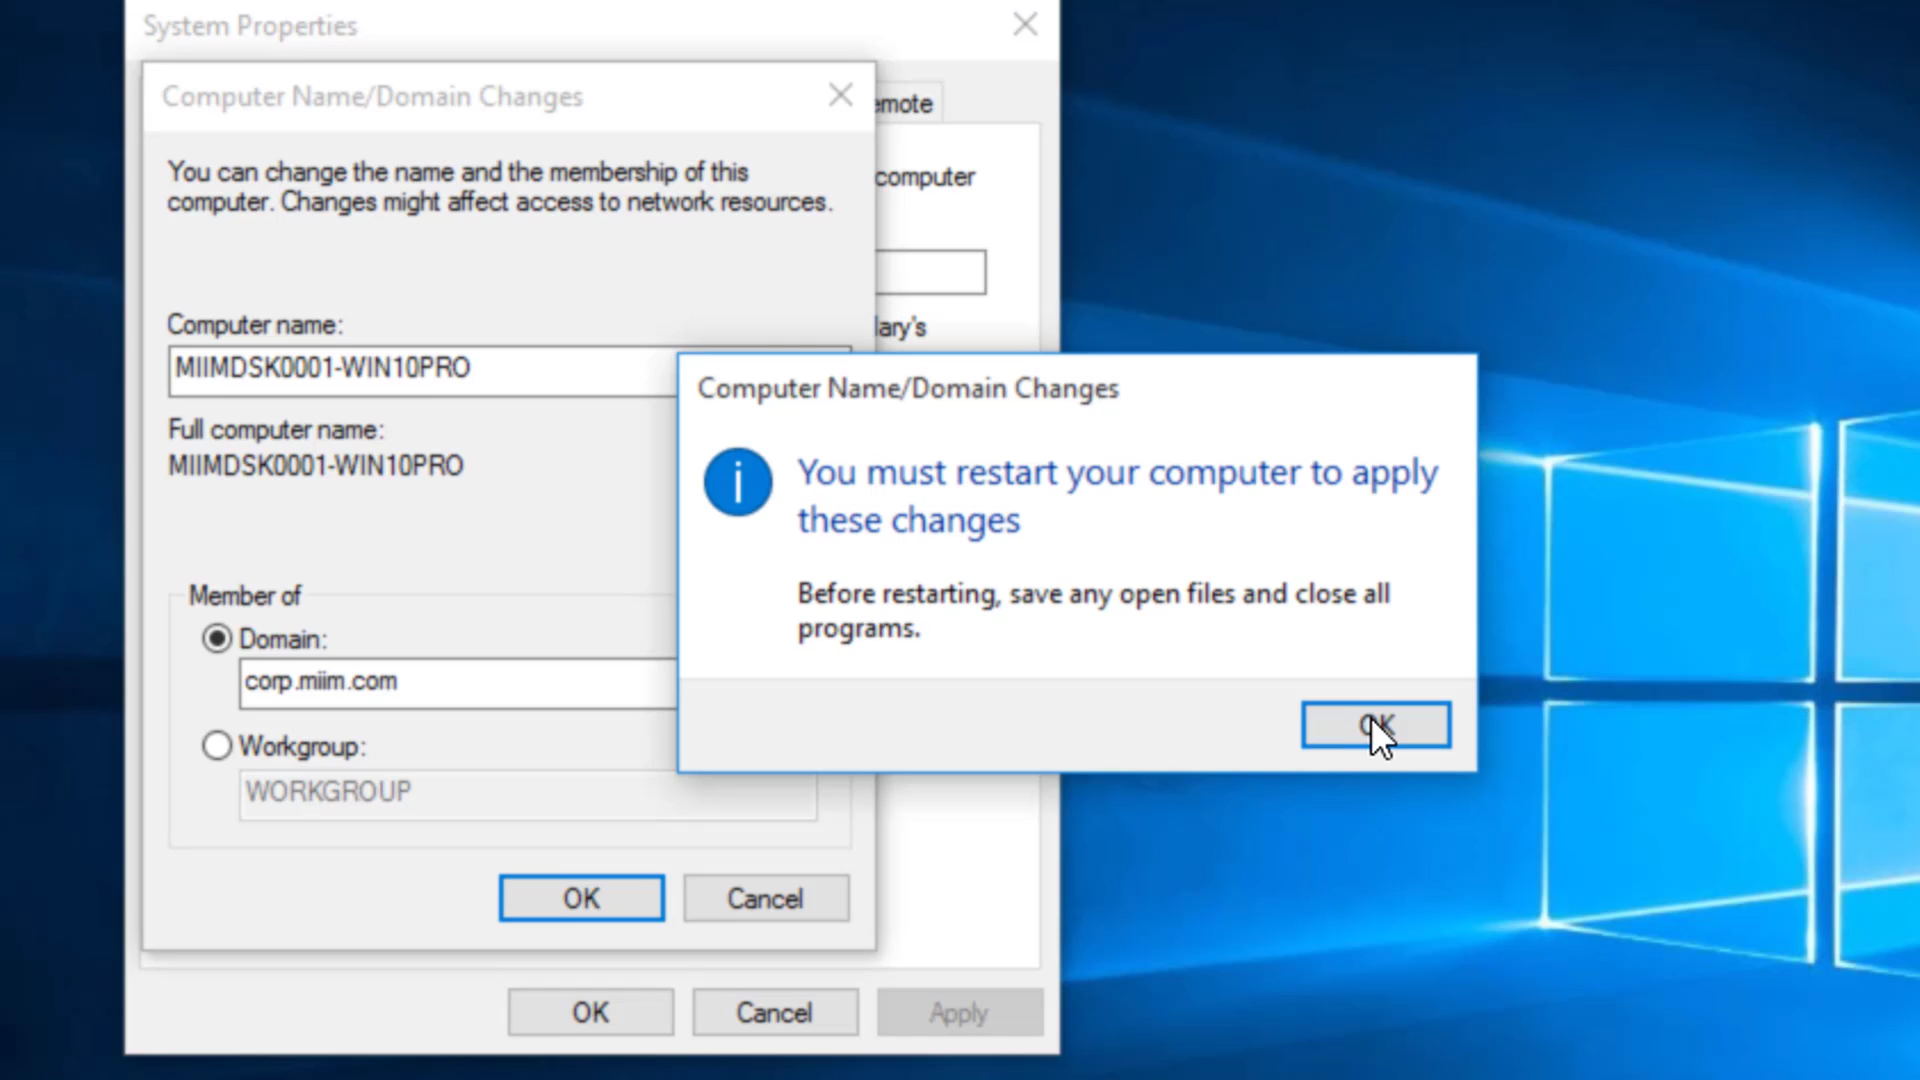 System Properties
Computer Name/Domain Changes
emote
You can change the name and the membership of this
computer. Changes might affect access to network resources.
computer
Computer name:
lary's
MIIMDSK0001-WIN10PRO
Full computer name:
MIIMDSK0001-WIN10PRO
Member of
Domain:
corp.miim.com
Workgroup:
WORKGROUP
OK Cancel
OK Cancel Apply
Computer Name/Domain Changes
i
You must restart your computer to apply
these changes
Before restarting, save any open files and close all
programs.
OK